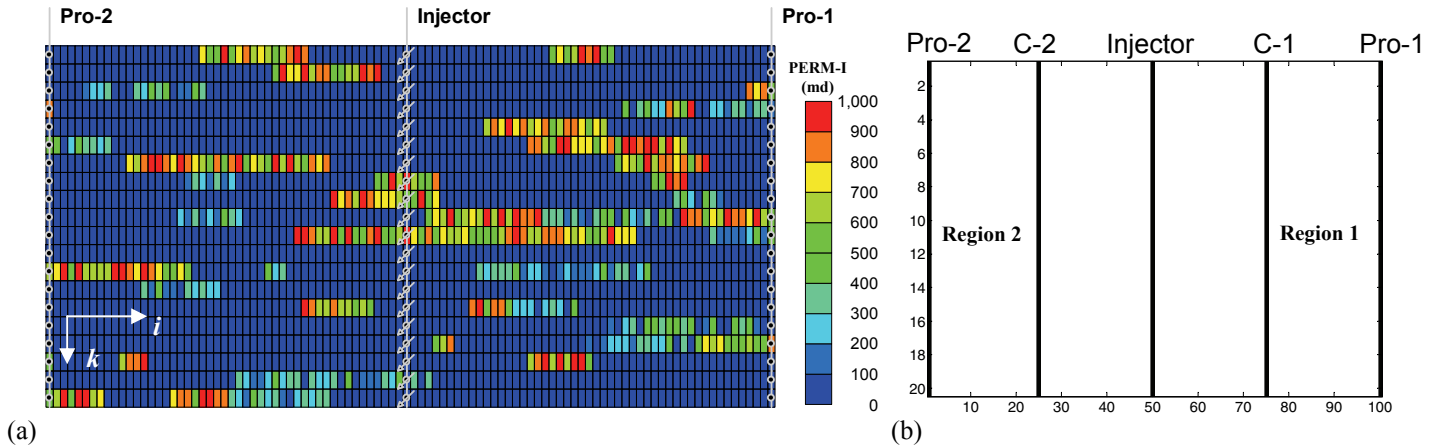 Pro-2 Injector Pro-1
PERM-I
(md)
1,000
900
800
700
600
500
400
300
200
100
0
i
k
(a)
Pro-2 C-2 Injector C-1 Pro-1
2
4
6
8
10
12
14
16
18
20
Region 2 Region 1
10 20 30 40 50 60 70 80 90 100
(b)